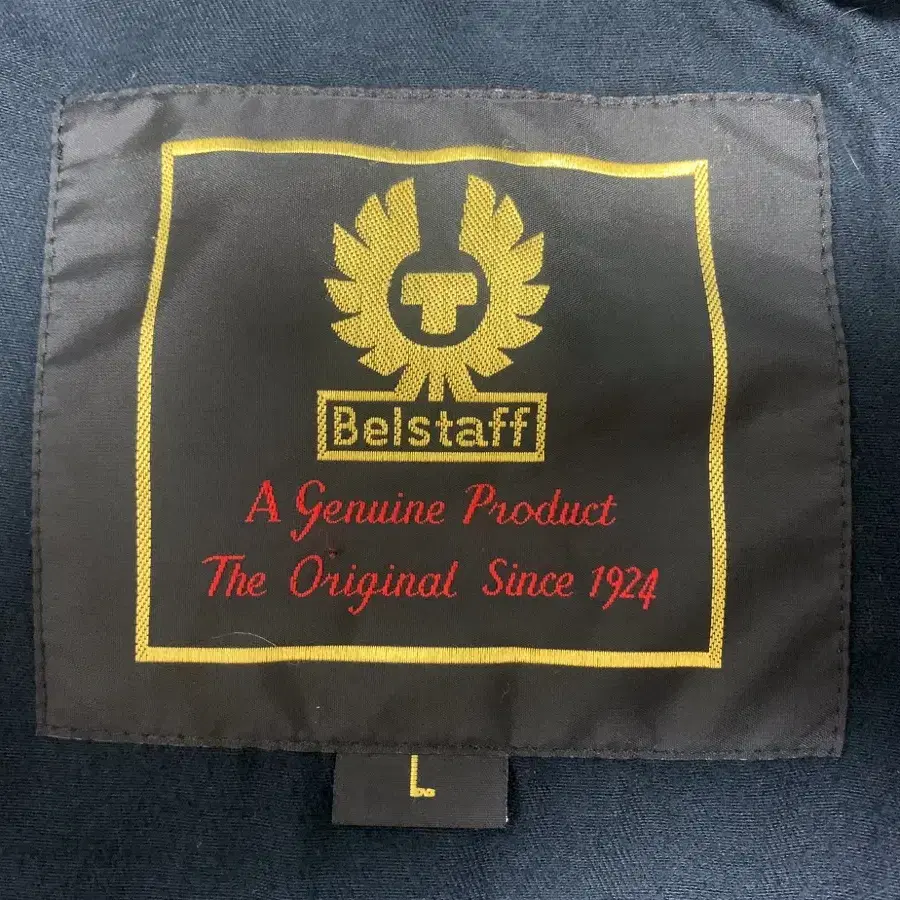 Belstaff
A Genuine Product
The Original Since 1924
L